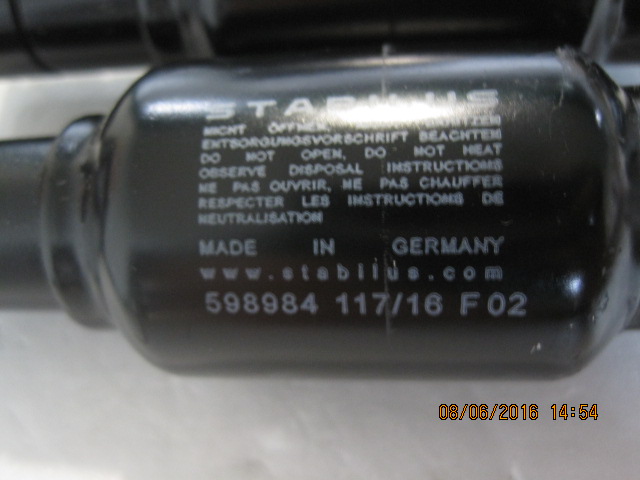 STABILUS
NICHT ÖFFNEN,
ENTSORGUNGSVORSCHRIFT BEACHTEN
DO NOT OPEN, DO NOT HEAT
OBSERVE DISPOSAL INSTRUCTIONS
NE PAS OUVRIR, NE PAS CHAUFFER
RESPECTER LES INSTRUCTIONS DE
NEUTRALISATION
MADE IN GERMANY
www.stabilus.com
598984 117/16 F 02
08/06/2016 14:54